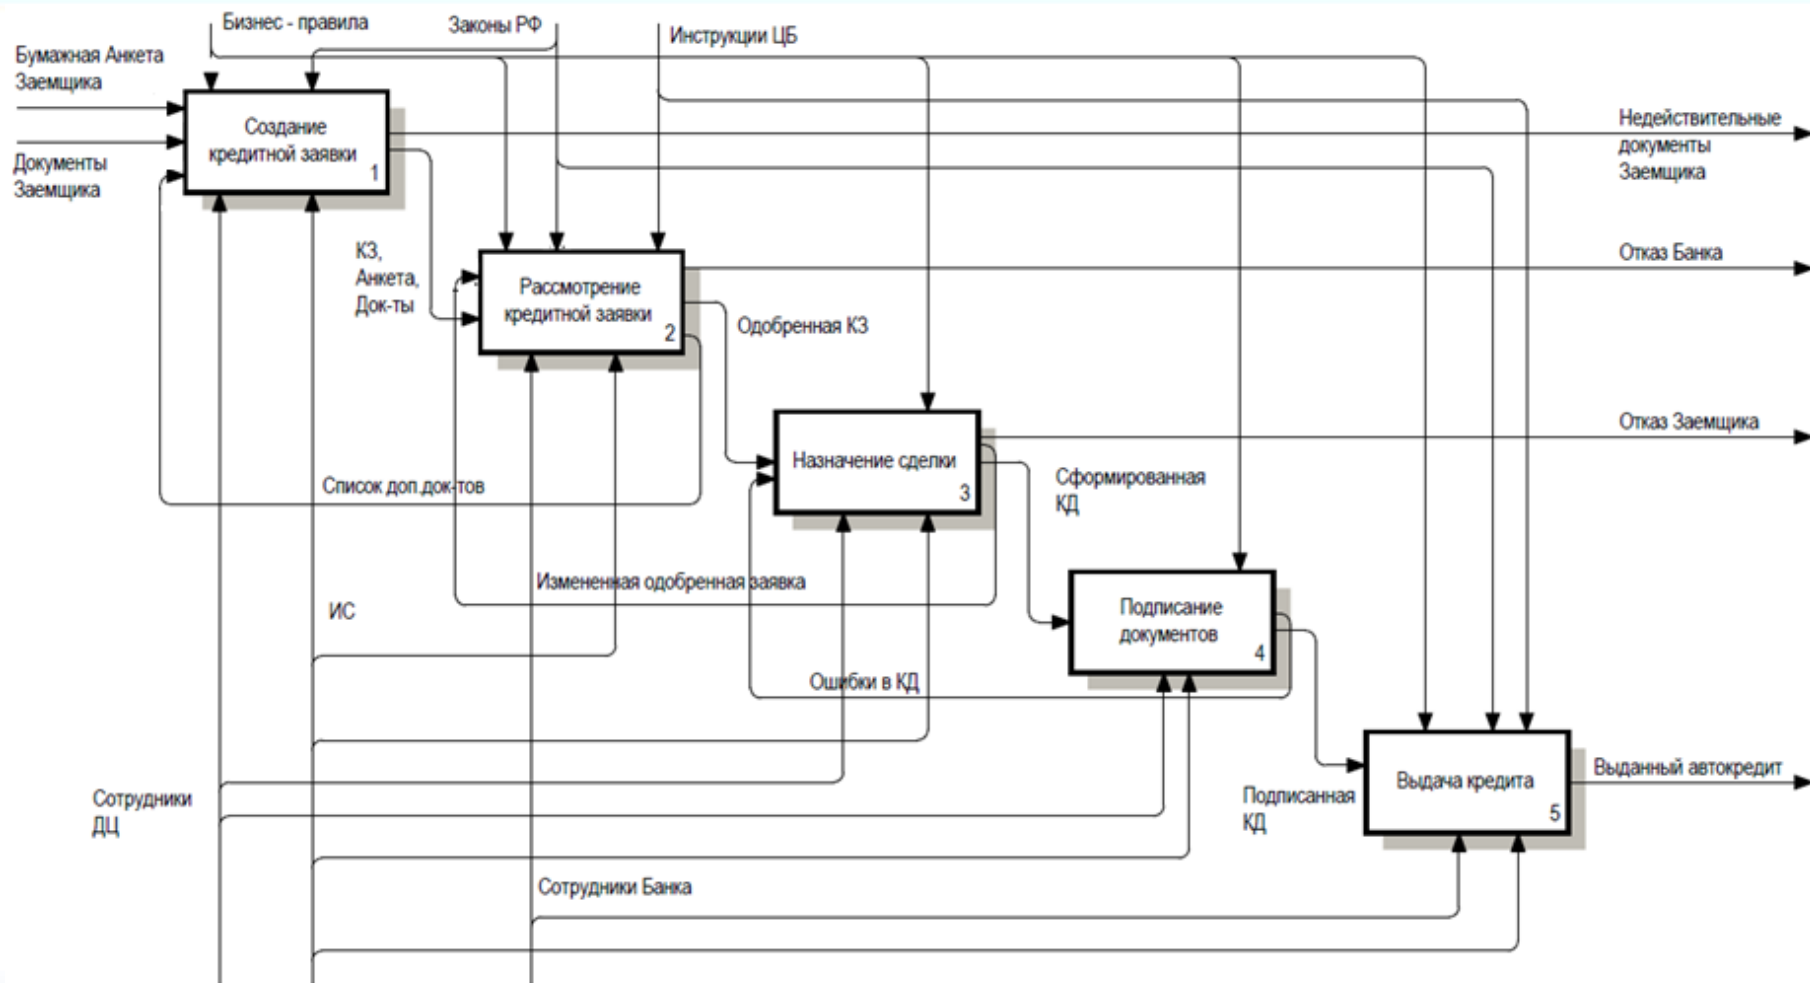 Бизнес - правила
Законы РФ
Инструкции ЦБ
Бумажная Анкета
Заемщика
Документы
Заемщика
Создание
кредитной заявки
1
Недействительные
документы
Заемщика
КЗ,
Анкета,
Док-ты
Рассмотрение
кредитной заявки
2
Отказ Банка
Одобренная КЗ
Отказ Заемщика
Назначение сделки
3
Список доп.док-тов
Сформированная
КД
Измененная одобренная заявка
ИС
Подписание
документов
4
Ошибки в КД
Сотрудники
ДЦ
Подписанная
КД
Выдача кредита
5
Выданный автокредит
Сотрудники Банка